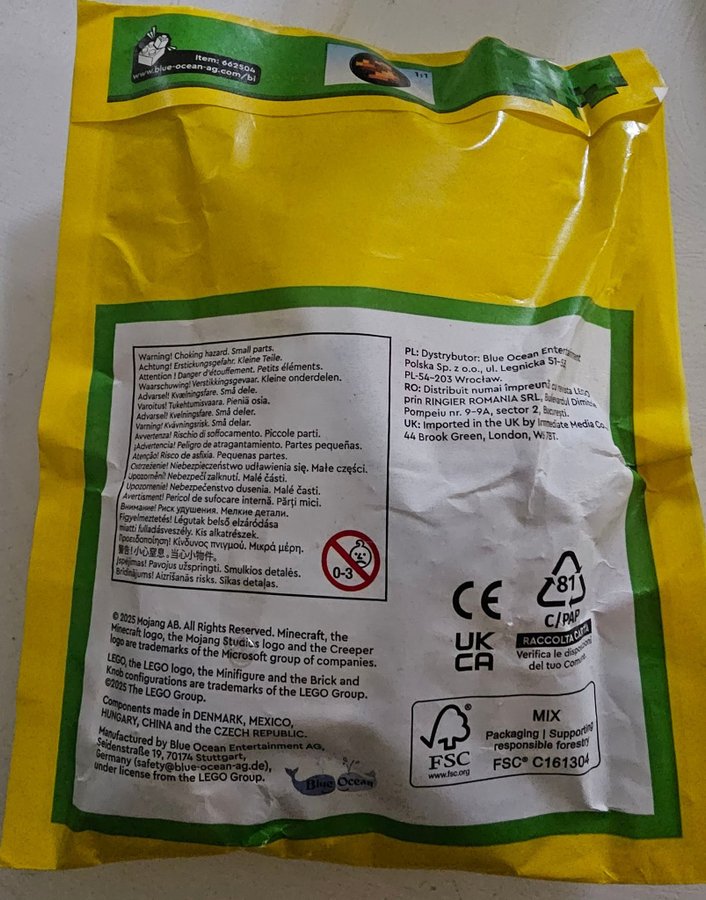 Item: 662504
www.blue-ocean-ag.com/bi
1:1
Warning! Choking hazard. Small parts.
Achtung! Erstickungsgefahr. Kleine Teile.
Attention ! Danger d'étouffement. Petits éléments.
Waarschuwing! Verstikkingsgevaar. Kleine onderdelen.
Advarsel! Kvælningsfare. Små dele.
Varoitus! Tukehtumisvaara. Pieniä osia.
Advarsel! Kvelningsfare. Små deler.
Varning! Kvävningsrisk. Små delar.
Avvertenza! Rischio di soffocamento. Piccole parti.
¡Advertencia! Peligro de atragantamiento. Partes pequeñas.
Atenção! Risco de asfixia. Pequenas partes.
Ostrzeżenie! Niebezpieczeństwo udławienia się. Małe części.
Upozornění! Nebezpečí zalknutí. Malé části.
Upozornenie! Nebezpečenstvo dusenia. Malé časti.
Avertisment! Pericol de sufocare internă. Părți mici.
Внимание! Риск удушения. Мелкие детали.
Figyelmeztetés! Légutak belső elzáródása
miatti fulladásveszély. Kis alkatrészek.
Προειδοποίηση! Κίνδυνος πνιγμού. Μικρά μέρη.
警告! 小心窒息。当心小物件。
Įspėjimas! Pavojus užspringti. Smulkios detalės.
Brīdinājums! Aizrīšanās risks. Sīkas detaļas.
0-3
PL: Dystrybutor: Blue Ocean Entertainment
Polska Sp. z o.o., ul. Legnicka
PL-54-203 Wrocław.
RO: Distribuit numai împreună cu revista LEGO
prin RINGIER ROMANIA SRL, Bulevardul
Pompeiu nr. 9-9A, sector 2, București.
UK: Imported in the UK by Immediate Media Co.,
44 Brook Green, London, W6 7BT.
© 2025 Mojang AB. All Rights Reserved. Minecraft, the
Minecraft logo, the Mojang Studios logo and the Creeper
logo are trademarks of the Microsoft group of companies.
LEGO, the LEGO logo, the Minifigure and the Brick and
Knob configurations are trademarks of the LEGO Group.
©2025 The LEGO Group.
Components made in DENMARK, MEXICO,
HUNGARY, CHINA and the CZECH REPUBLIC.
Manufactured by Blue Ocean Entertainment AG,
Seidenstraße 19, 70174 Stuttgart,
Germany (safety@blue-ocean-ag.de),
under license from the LEGO Group.
Blue Ocean
CE
UK
CA
81
C/PAP
RACCOLTA CARTA
Verifica le disposizioni
del tuo Comune.
FSC
www.fsc.org
MIX
Packaging | Supporting
responsible forestry
FSC® C161304